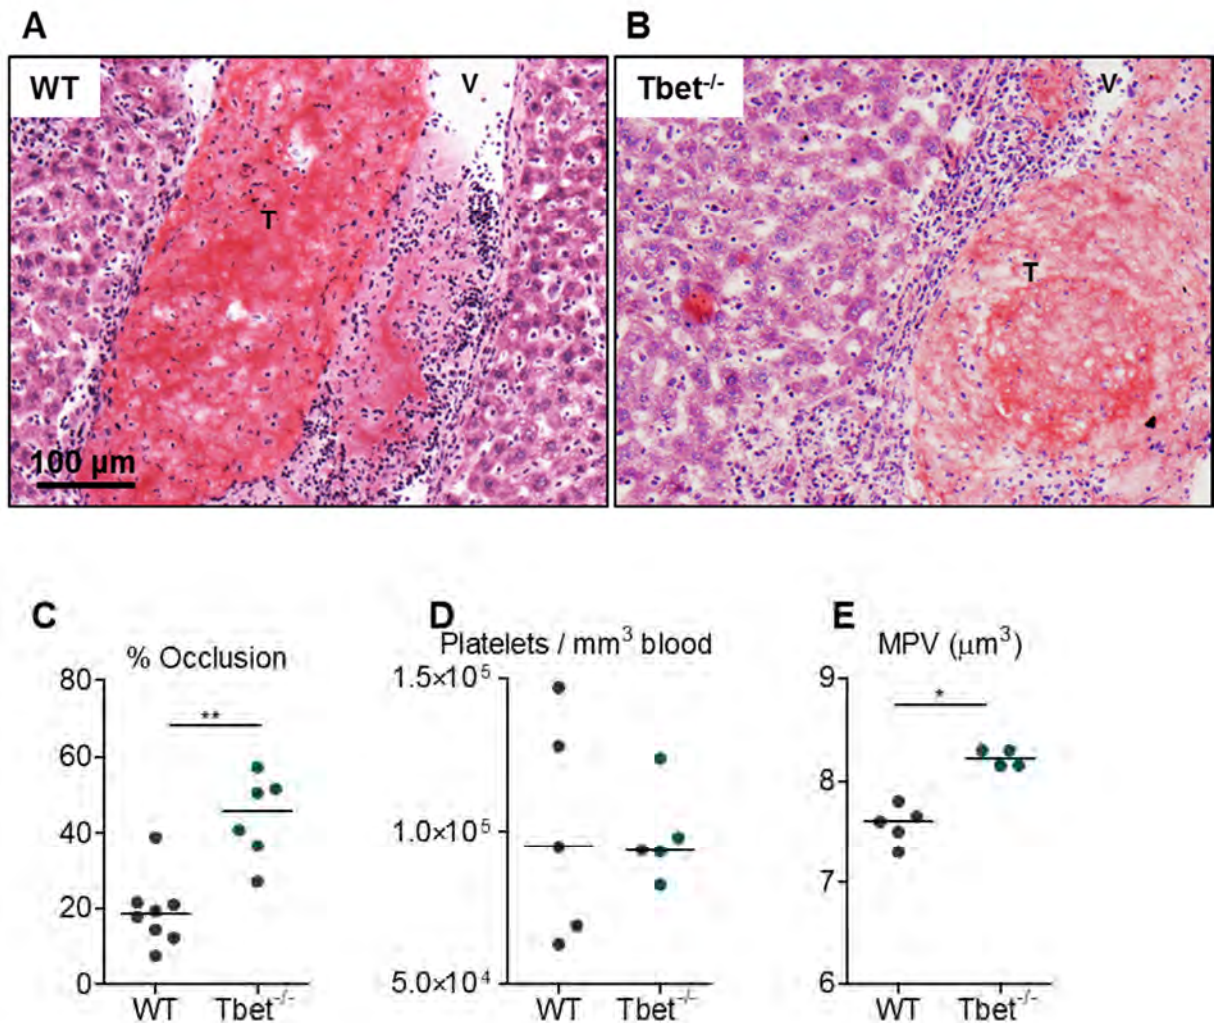 A
B
WT
V
T
100 µm
Tbet-/-
V
T
C
% Occlusion
80
60
40
20
0
**
WT
Tbet-/-
D
Platelets / mm³ blood
1.5×10⁵
1.0×10⁵
5.0×10⁴
WT
Tbet-/-
E
MPV (µm³)
9
8
7
6
*
WT
Tbet-/-